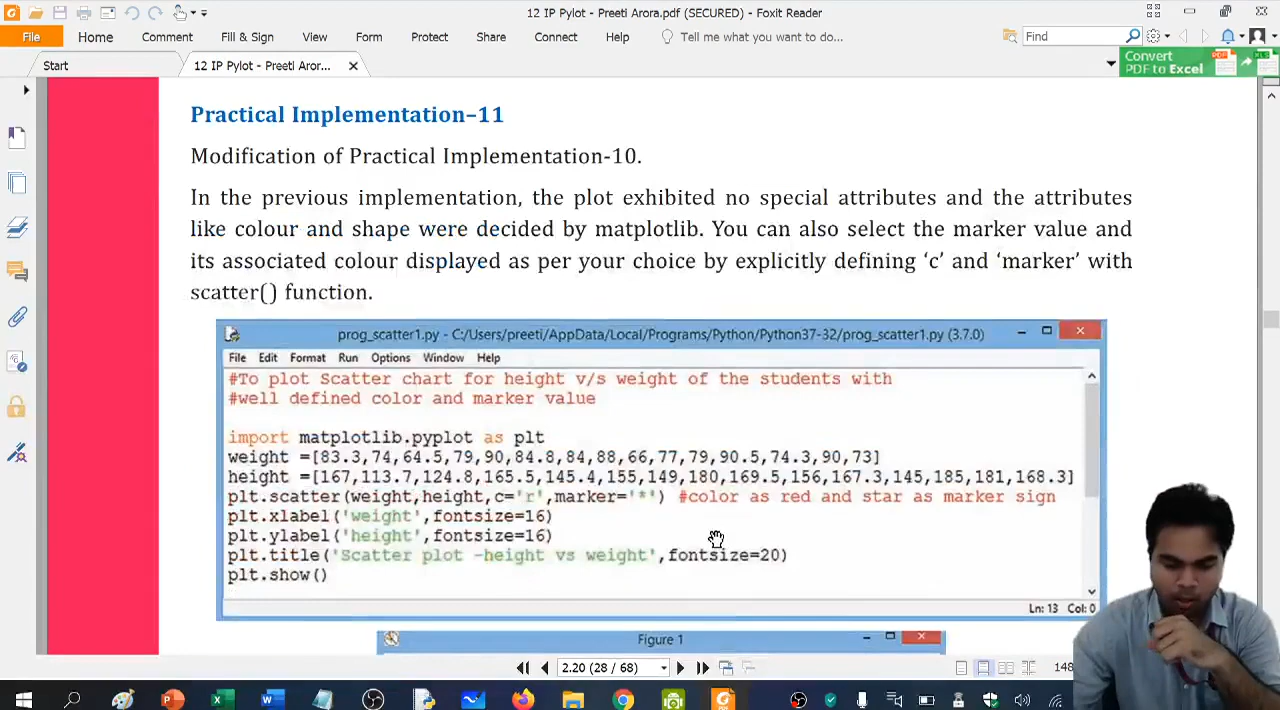 12 IP Pylot - Preeti Arora.pdf (SECURED) - Foxit Reader
File Home Comment Fill & Sign View Form Protect Share Connect Help Tell me what you want to do... Find
Start 12 IP Pylot - Preeti Aror...
Convert
PDF to Excel
Practical Implementation–11
Modification of Practical Implementation-10.
In the previous implementation, the plot exhibited no special attributes and the attributes
like colour and shape were decided by matplotlib. You can also select the marker value and
its associated colour displayed as per your choice by explicitly defining ‘c’ and ‘marker’ with
scatter() function.
prog_scatter1.py - C:/Users/preeti/AppData/Local/Programs/Python/Python37-32/prog_scatter1.py (3.7.0)
File Edit Format Run Options Window Help
#To plot Scatter chart for height v/s weight of the students with
#well defined color and marker value
import matplotlib.pyplot as plt
weight =[83.3,74,64.5,79,90,84.8,84,88,66,77,79,90.5,74.3,90,73]
height =[167,113.7,124.8,165.5,145.4,155,149,180,169.5,156,167.3,145,185,181,168.3]
plt.scatter(weight,height,c='r',marker='*') #color as red and star as marker sign
plt.xlabel('weight',fontsize=16)
plt.ylabel('height',fontsize=16)
plt.title('Scatter plot -height vs weight',fontsize=20)
plt.show()
Ln: 13 Col: 0
Figure 1
2.20 (28 / 68)
148